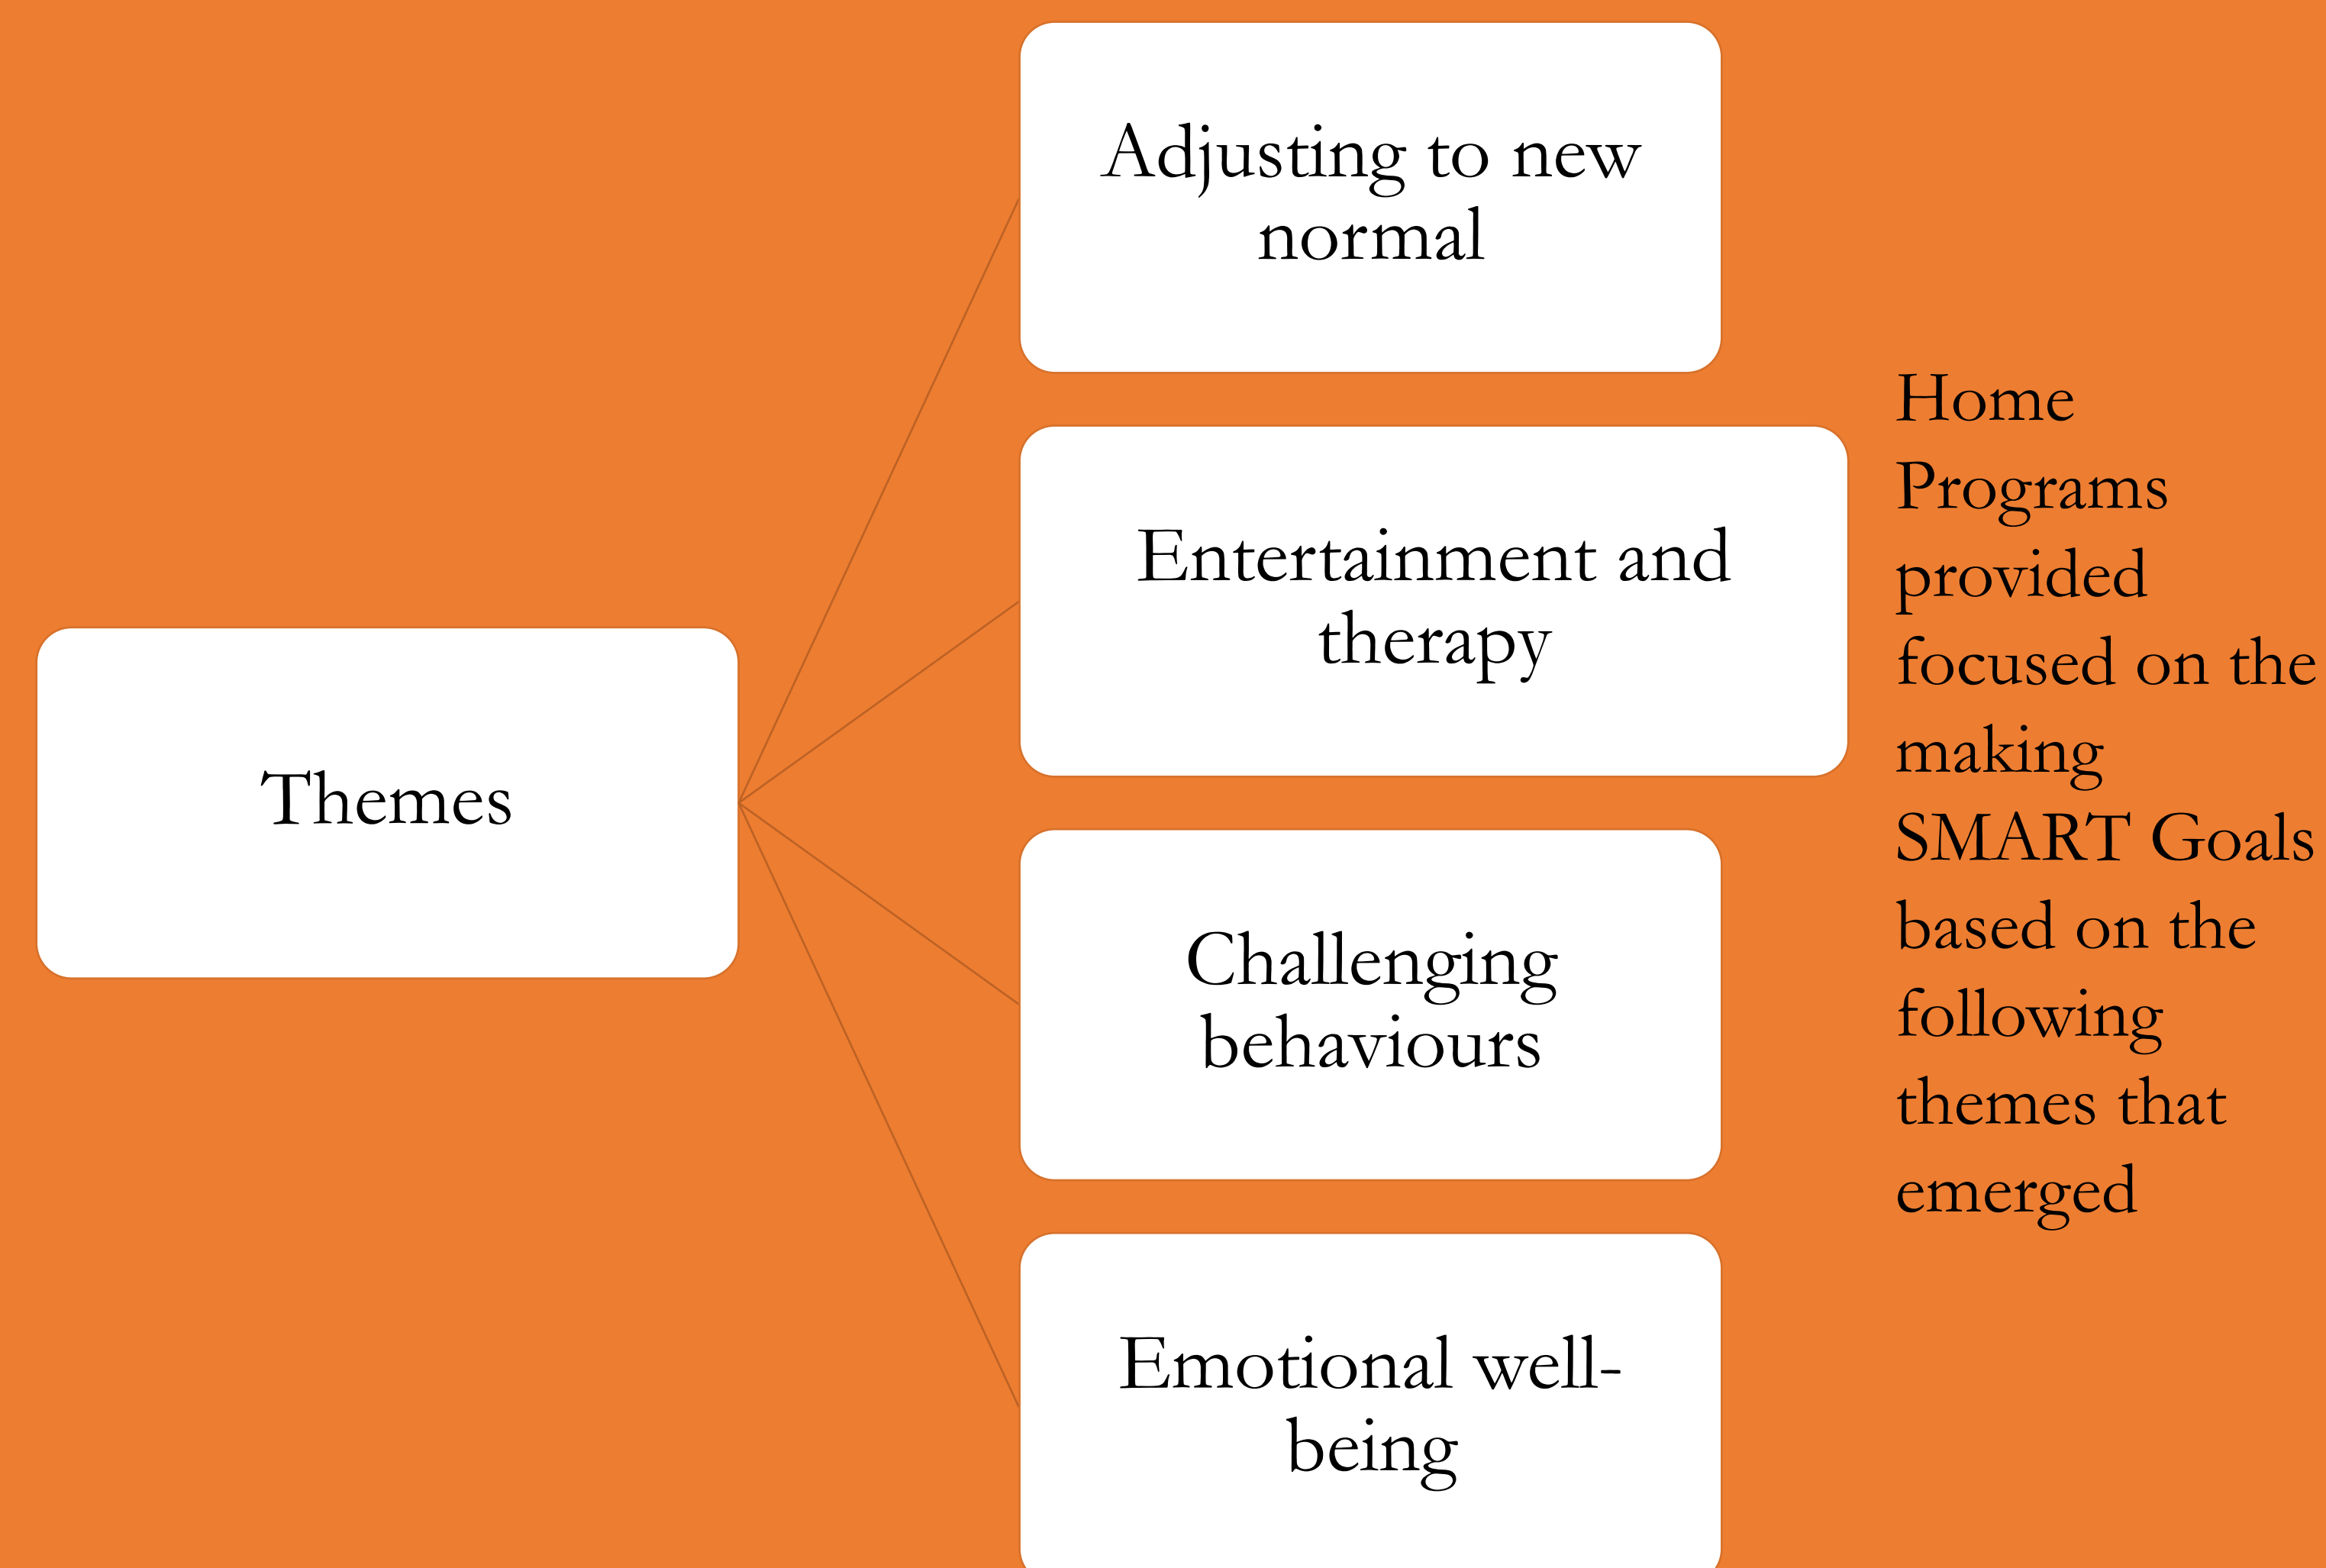 Themes
Adjusting to new
normal
Entertainment and
therapy
Challenging
behaviours
Emotional well-
being
Home
Programs
provided
focused on the
making
SMART Goals
based on the
following
themes that
emerged